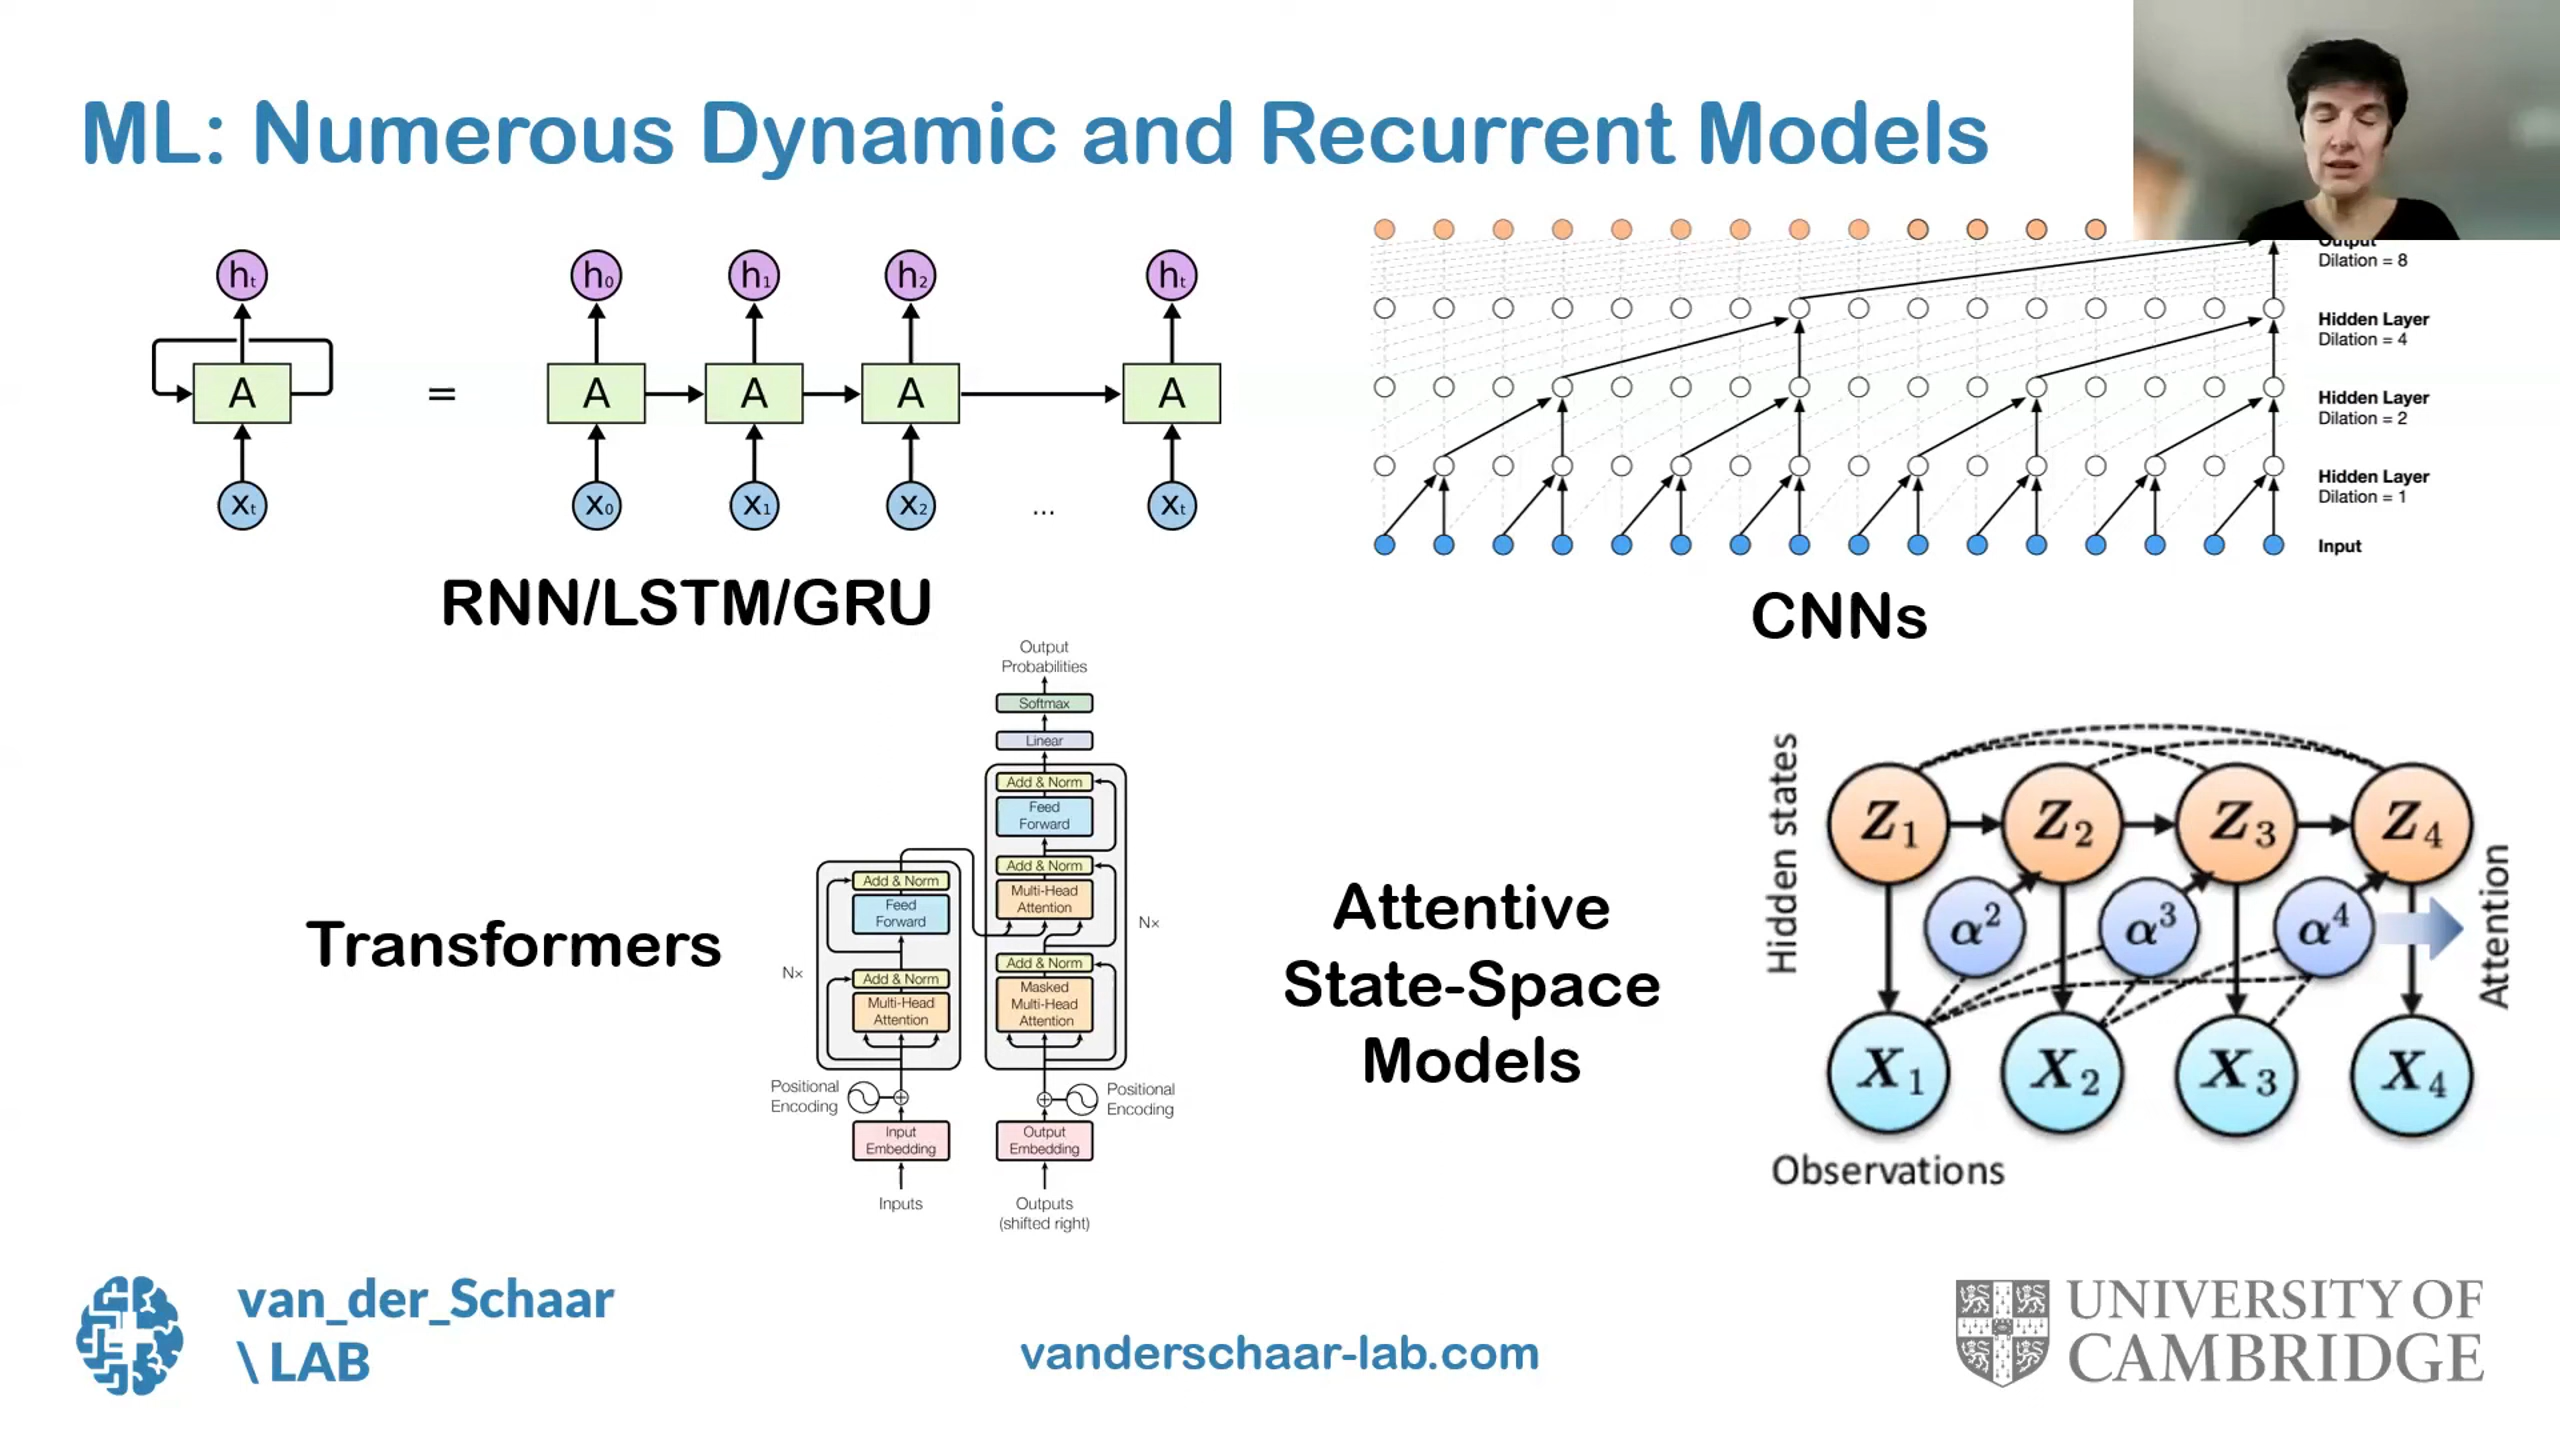 ML: Numerous Dynamic and Recurrent Models
hₜ
A
xₜ
=
h₀ h₁ h₂ hₜ
A A A A
x₀ x₁ x₂ ... xₜ
RNN/LSTM/GRU
Output
Dilation = 8
Hidden Layer
Dilation = 4
Hidden Layer
Dilation = 2
Hidden Layer
Dilation = 1
Input
CNNs
Transformers
Output
Probabilities
Softmax
Linear
Add & Norm
Feed
Forward
Add & Norm
Multi-Head
Attention
Nx
Add & Norm
Masked
Multi-Head
Attention
Add & Norm
Feed
Forward
Nx
Add & Norm
Multi-Head
Attention
Positional
Encoding
Positional
Encoding
Input
Embedding
Output
Embedding
Inputs
Outputs
(shifted right)
Attentive
State-Space
Models
Hidden states
Z₁ Z₂ Z₃ Z₄
α² α³ α⁴
Attention
X₁ X₂ X₃ X₄
Observations
van_der_Schaar
\ LAB
vanderschaar-lab.com
UNIVERSITY OF
CAMBRIDGE